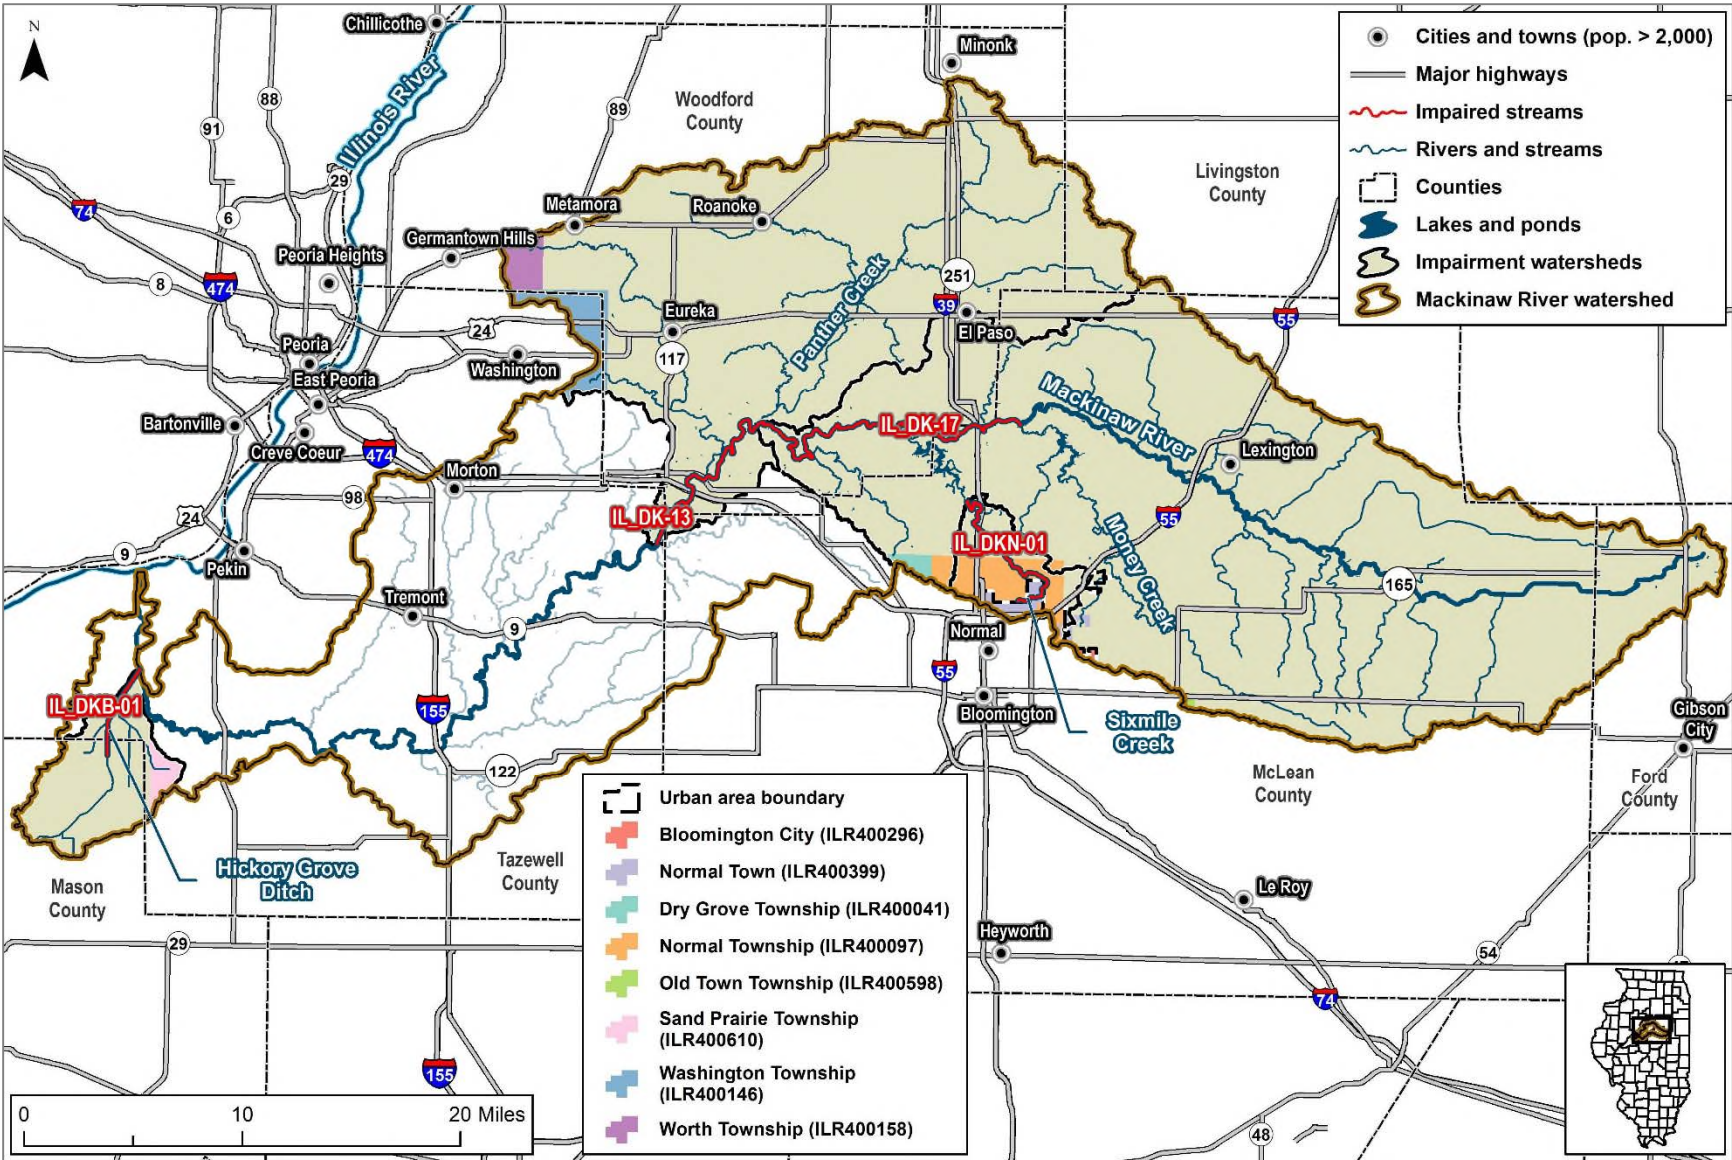 N
Chillicothe
Minonk
Woodford
County
Livingston
County
Illinois River
88
91
89
29
74
6
8
474
24
Metamora
Roanoke
Germantown Hills
Peoria Heights
Peoria
East Peoria
Bartonville
Creve Coeur
Washington
Eureka
117
Panther Creek
251
39
El Paso
55
Mackinaw River
IL_DK-17
Lexington
474
Morton
98
24
9
Pekin
IL_DK-13
IL_DKN-01
Money Creek
55
165
Tremont
9
Normal
55
Bloomington
Sixmile
Creek
IL_DKB-01
155
122
Gibson
City
McLean
County
Ford
County
Hickory Grove
Ditch
Mason
County
Tazewell
County
Le Roy
Heyworth
29
54
74
155
48
Cities and towns (pop. > 2,000)
Major highways
Impaired streams
Rivers and streams
Counties
Lakes and ponds
Impairment watersheds
Mackinaw River watershed
Urban area boundary
Bloomington City (ILR400296)
Normal Town (ILR400399)
Dry Grove Township (ILR400041)
Normal Township (ILR400097)
Old Town Township (ILR400598)
Sand Prairie Township
(ILR400610)
Washington Township
(ILR400146)
Worth Township (ILR400158)
0 10 20 Miles